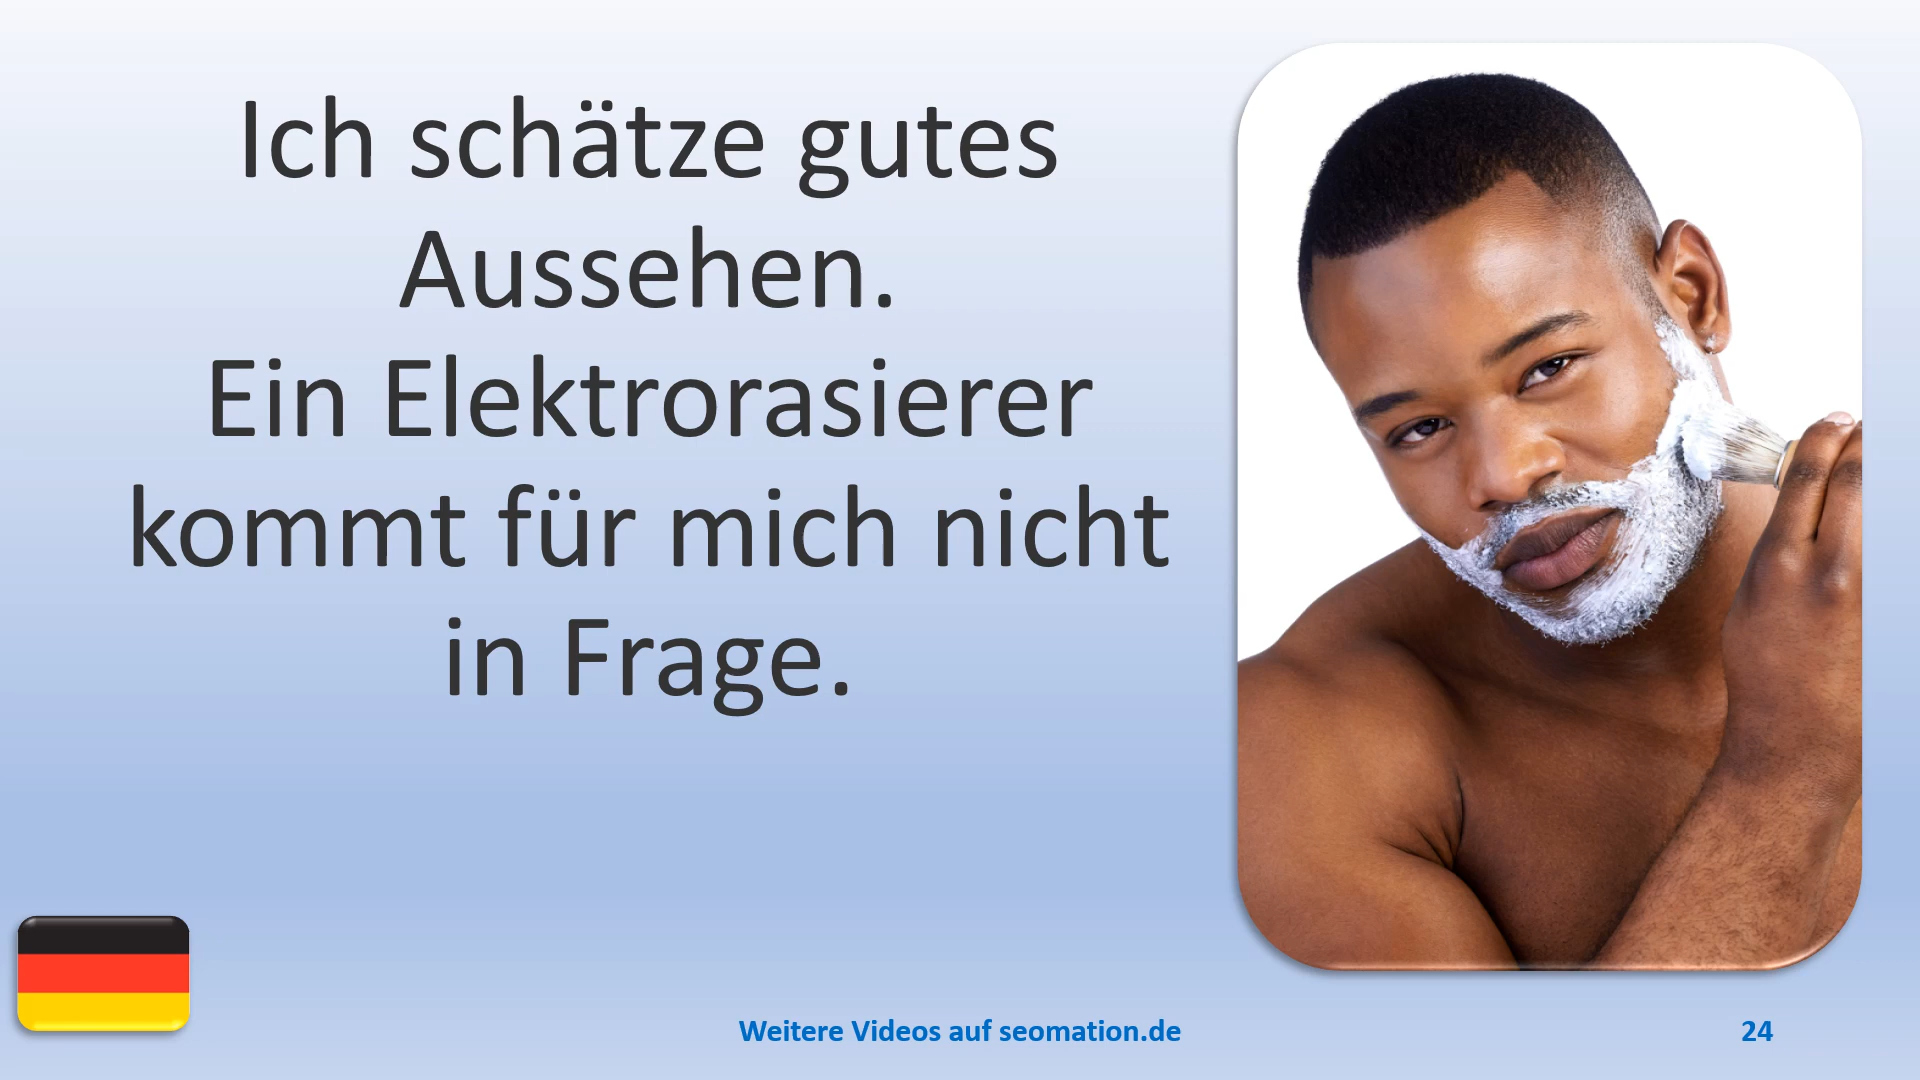 Ich schätze gutes
Aussehen.
Ein Elektrorasierer
kommt für mich nicht
in Frage.
Weitere Videos auf seomation.de
24